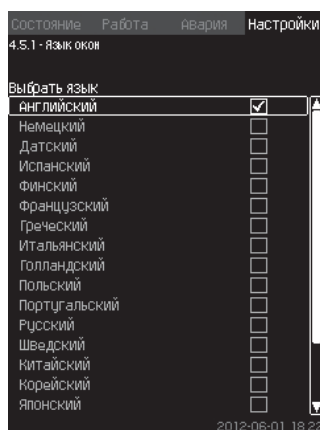 Состояние Работа Авария Настройки
4.5.1 - Язык окон
Выбрать язык
Английский
Немецкий
Датский
Испанский
Финский
Французский
Греческий
Итальянский
Голландский
Польский
Португальский
Русский
Шведский
Китайский
Корейский
Японский
2012-06-01 18:22